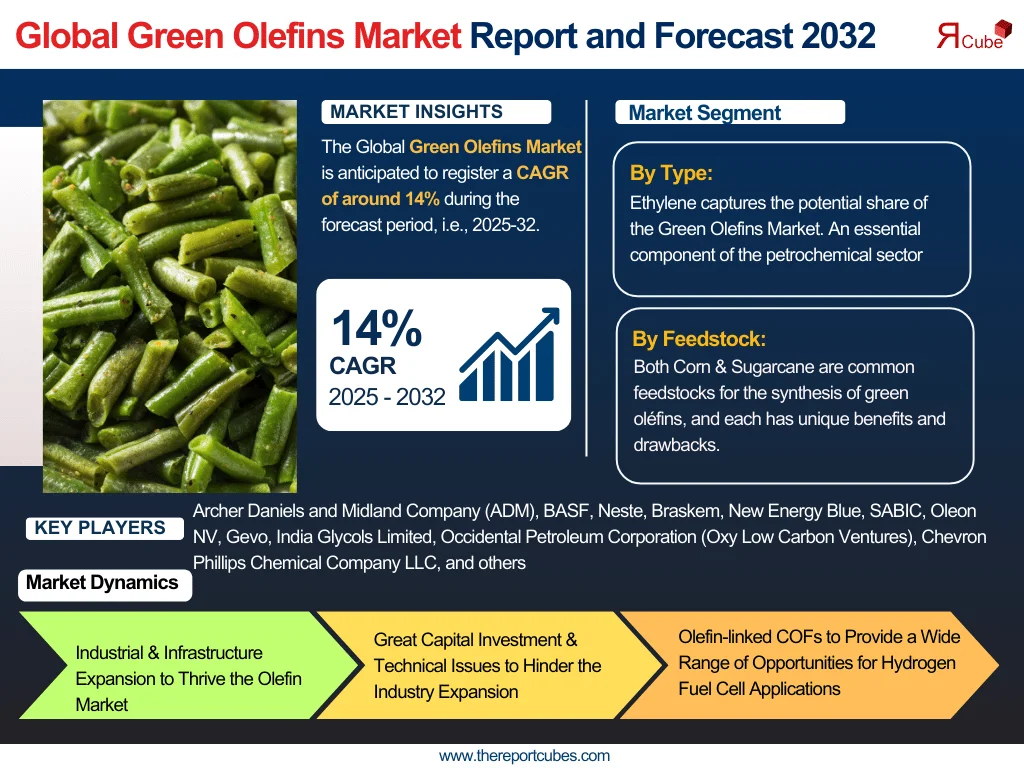 Global Green Olefins Market Report and Forecast 2032
ЯCube
MARKET INSIGHTS
The Global Green Olefins Market
is anticipated to register a CAGR
of around 14% during the
forecast period, i.e., 2025-32.
14%
CAGR
2025 - 2032
Market Segment
By Type:
Ethylene captures the potential share of
the Green Olefins Market. An essential
component of the petrochemical sector
By Feedstock:
Both Corn & Sugarcane are common
feedstocks for the synthesis of green
oléfins, and each has unique benefits and
drawbacks.
KEY PLAYERS
Archer Daniels and Midland Company (ADM), BASF, Neste, Braskem, New Energy Blue, SABIC, Oleon
NV, Gevo, India Glycols Limited, Occidental Petroleum Corporation (Oxy Low Carbon Ventures), Chevron
Phillips Chemical Company LLC, and others
Market Dynamics
Industrial & Infrastructure
Expansion to Thrive the Olefin
Market
Great Capital Investment &
Technical Issues to Hinder the
Industry Expansion
Olefin-linked COFs to Provide a Wide
Range of Opportunities for Hydrogen
Fuel Cell Applications
www.thereportcubes.com